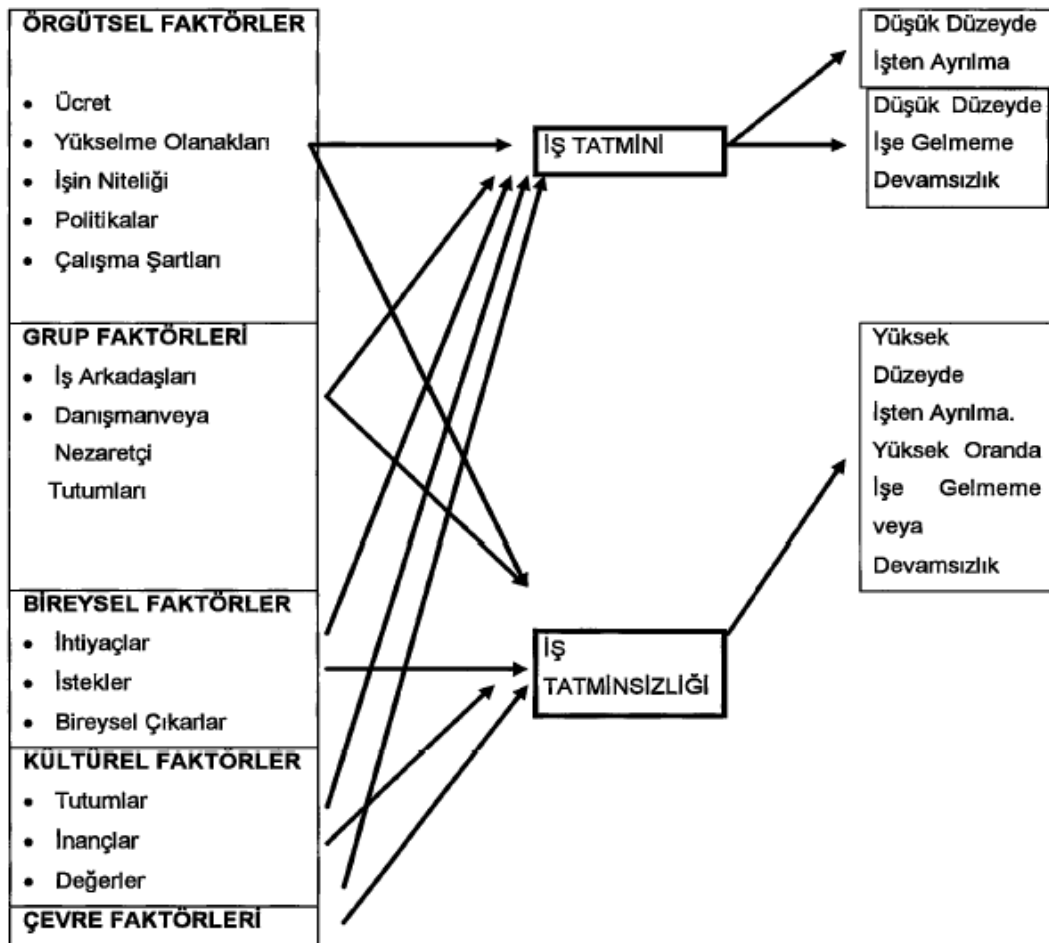 ÖRGÜTSEL FAKTÖRLER
• Ücret
• Yükselme Olanakları
• İşin Niteliği
• Politikalar
• Çalışma Şartları
GRUP FAKTÖRLERİ
• İş Arkadaşları
• Danışmanveya
Nezaretçi
Tutumları
BİREYSEL FAKTÖRLER
• İhtiyaçlar
• İstekler
• Bireysel Çıkarlar
KÜLTÜREL FAKTÖRLER
• Tutumlar
• İnançlar
• Değerler
ÇEVRE FAKTÖRLERİ
İŞ TATMİNİ
İŞ
TATMİNSİZLİĞİ
Düşük Düzeyde
İşten Ayrılma
Düşük Düzeyde
İşe Gelmeme
Devamsızlık
Yüksek
Düzeyde
İşten Ayrılma.
Yüksek Oranda
İşe Gelmeme
veya
Devamsızlık